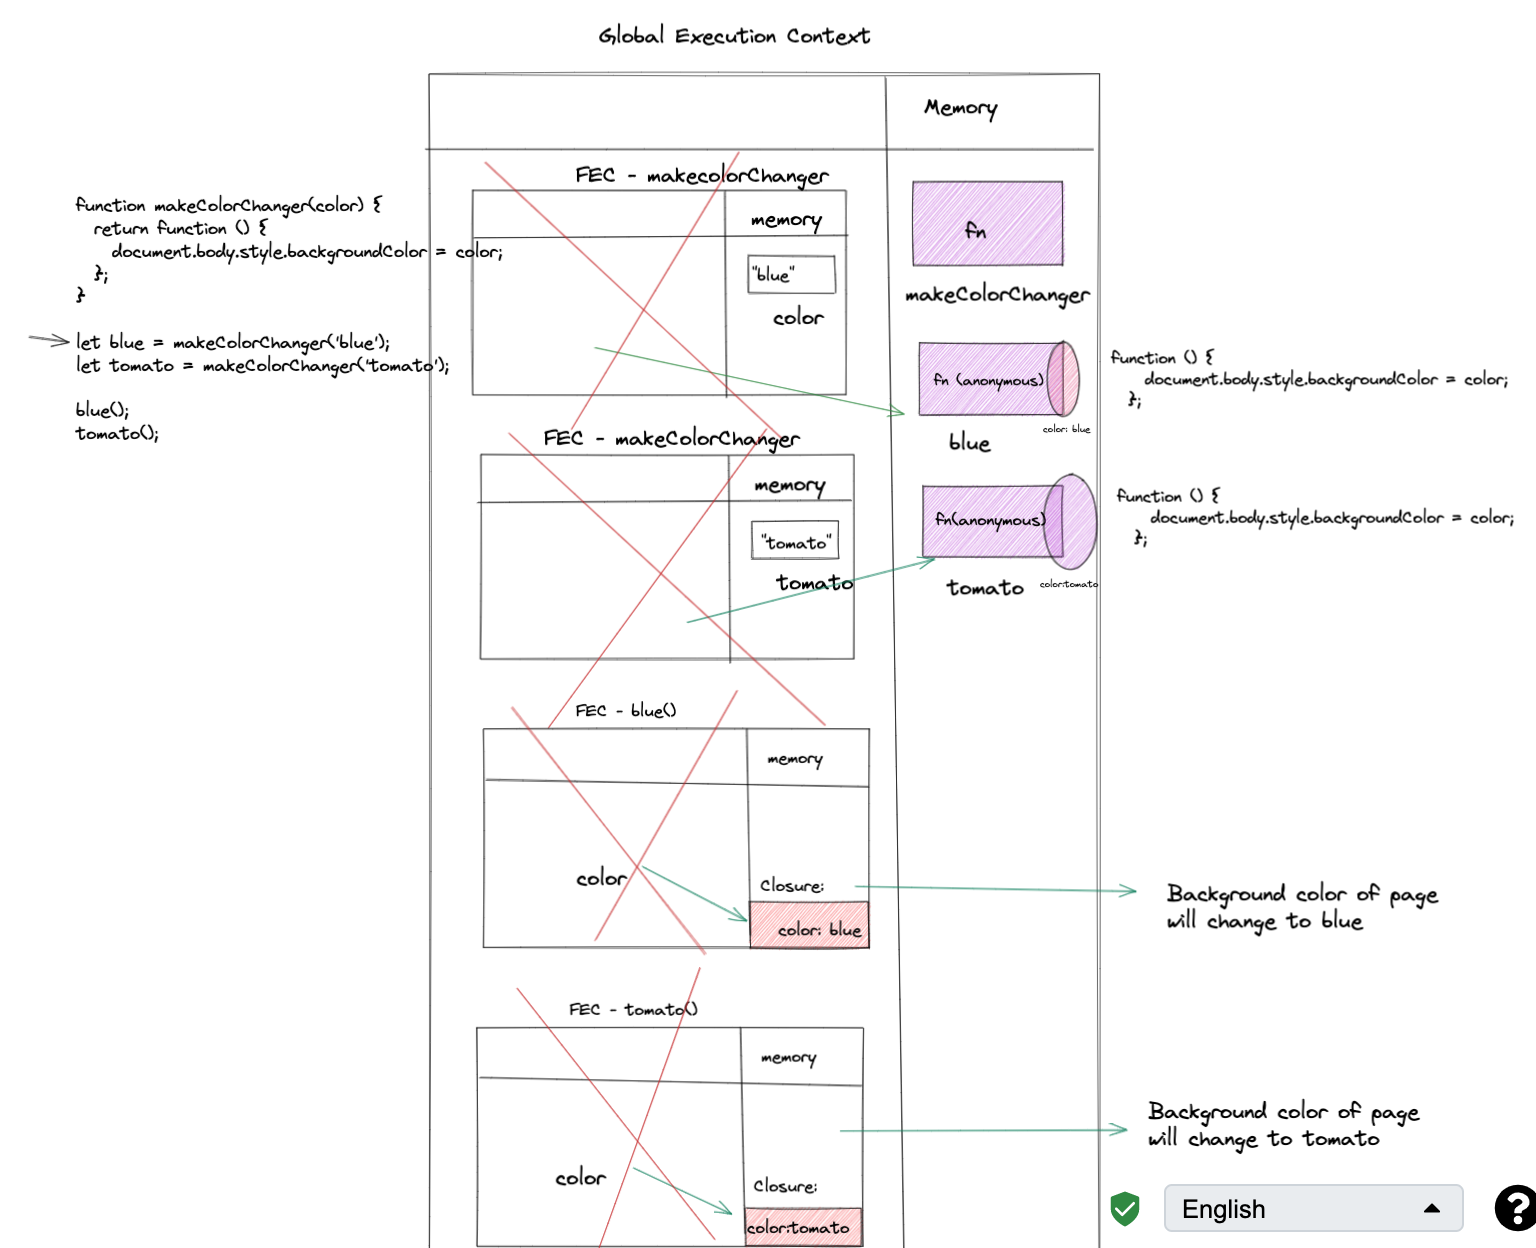 Global Execution Context
Memory
FEC - makecolorChanger
memory
"blue"
color
function makeColorChanger(color) {
return function () {
document.body.style.backgroundColor = color;
};
}
let blue = makeColorChanger('blue');
let tomato = makeColorChanger('tomato');
blue();
tomato();
fn
makeColorChanger
fn (anonymous)
color: blue
blue
function () {
document.body.style.backgroundColor = color;
};
FEC - makeColorChanger
memory
"tomato"
tomato
fn(anonymous)
tomato
color:tomato
function () {
document.body.style.backgroundColor = color;
};
FEC - blue()
memory
color
Closure:
color: blue
Background color of page
will change to blue
FEC - tomato()
memory
color
Closure:
color:tomato
Background color of page
will change to tomato
English
?